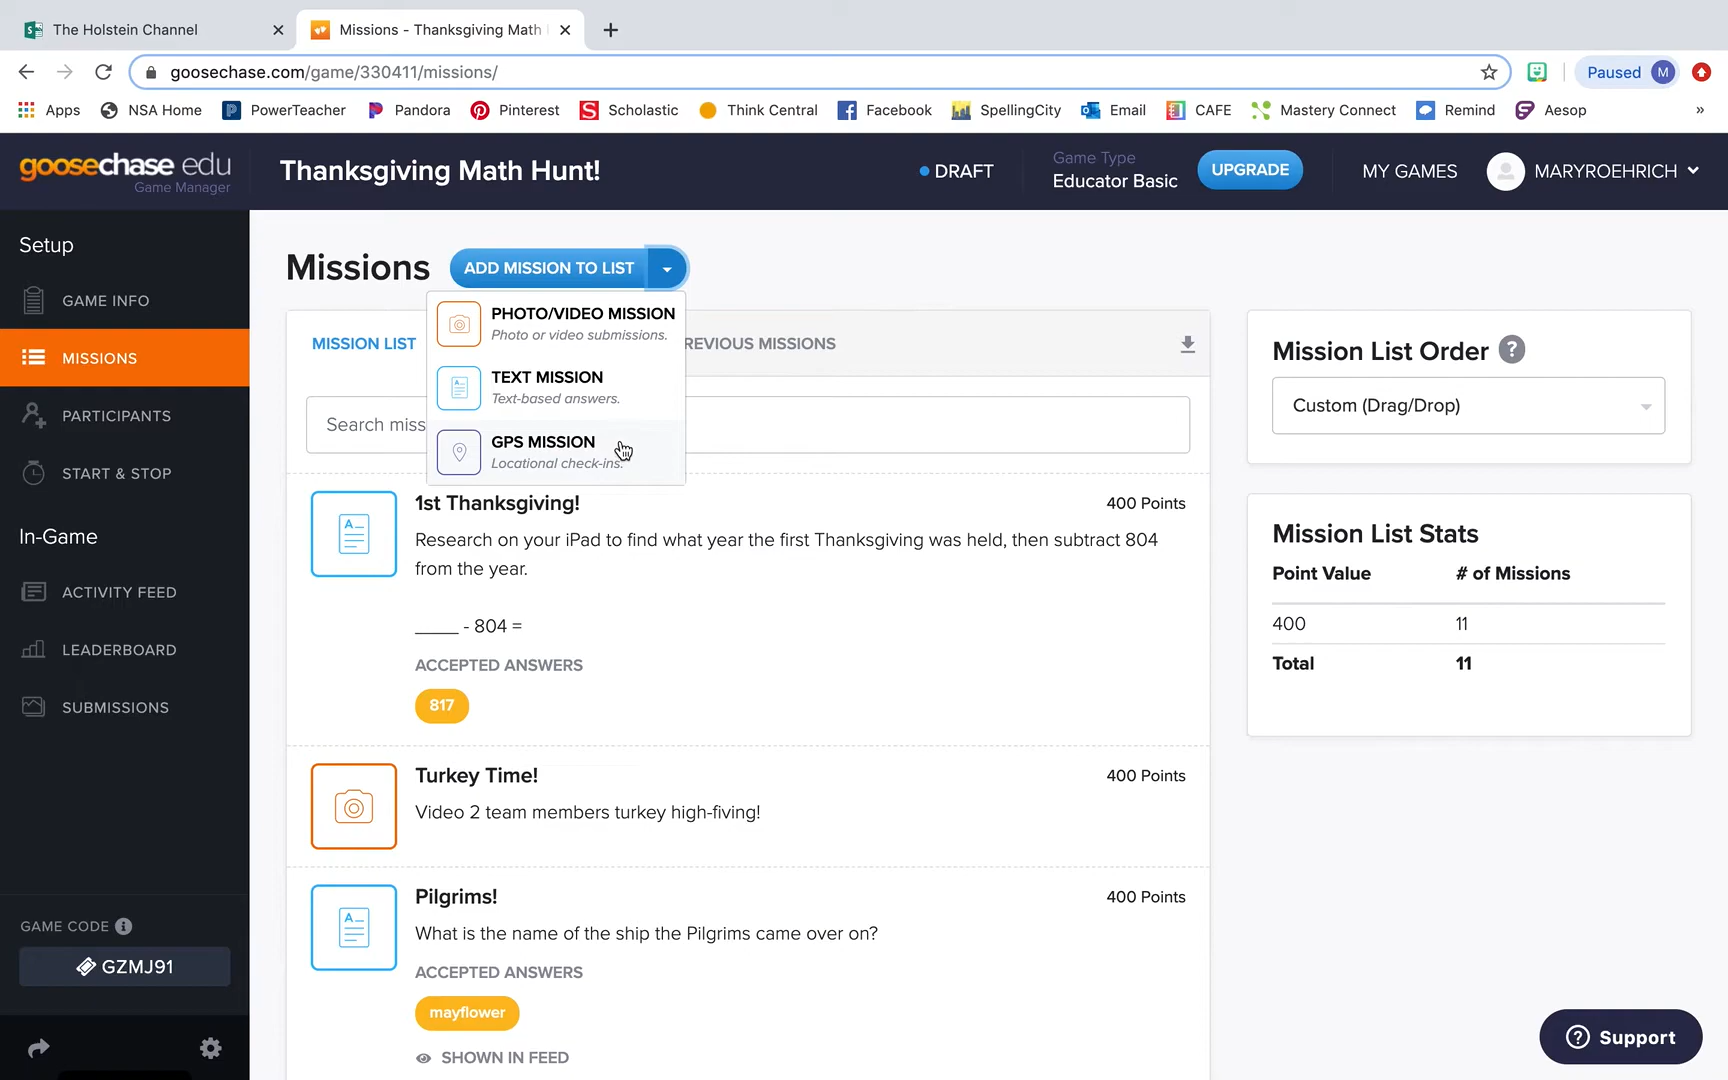 The Holstein Channel
Missions - Thanksgiving Math
goosechase.com/game/330411/missions/
Paused M
Apps NSA Home PowerTeacher Pandora Pinterest Scholastic Think Central Facebook SpellingCity Email CAFE Mastery Connect Remind Aesop »
goosechase edu
Game Manager
Thanksgiving Math Hunt!
DRAFT
Game Type
Educator Basic
UPGRADE
MY GAMES
MARYROEHRICH
Setup
GAME INFO
MISSIONS
PARTICIPANTS
START & STOP
In-Game
ACTIVITY FEED
LEADERBOARD
SUBMISSIONS
GAME CODE
GZMJ91
Missions
ADD MISSION TO LIST
PHOTO/VIDEO MISSION
Photo or video submissions.
TEXT MISSION
Text-based answers.
GPS MISSION
Locational check-ins.
MISSION LIST
REVIOUS MISSIONS
Search miss
1st Thanksgiving!
400 Points
Research on your iPad to find what year the first Thanksgiving was held, then subtract 804
from the year.
_____ - 804 =
ACCEPTED ANSWERS
817
Turkey Time!
400 Points
Video 2 team members turkey high-fiving!
Pilgrims!
400 Points
What is the name of the ship the Pilgrims came over on?
ACCEPTED ANSWERS
mayflower
SHOWN IN FEED
Mission List Order ?
Custom (Drag/Drop)
Mission List Stats
Point Value # of Missions
400 11
Total 11
? Support